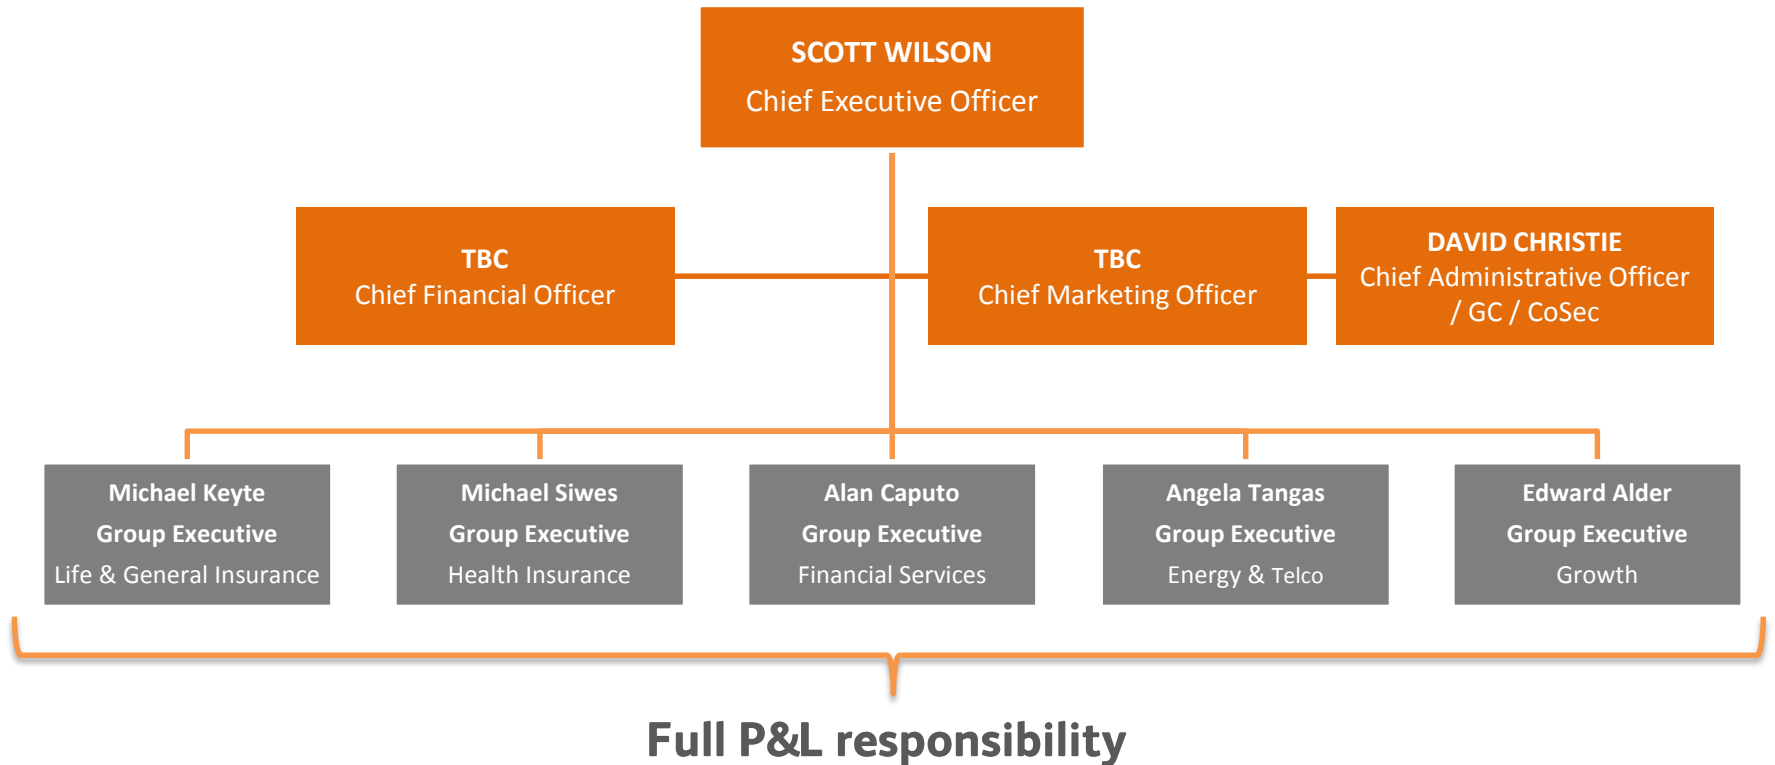 SCOTT WILSON
Chief Executive Officer
TBC
Chief Financial Officer
TBC
Chief Marketing Officer
DAVID CHRISTIE
Chief Administrative Officer
/ GC / CoSec
Michael Keyte
Group Executive
Life & General Insurance
Michael Siwes
Group Executive
Health Insurance
Alan Caputo
Group Executive
Financial Services
Angela Tangas
Group Executive
Energy & Telco
Edward Alder
Group Executive
Growth
Full P&L responsibility